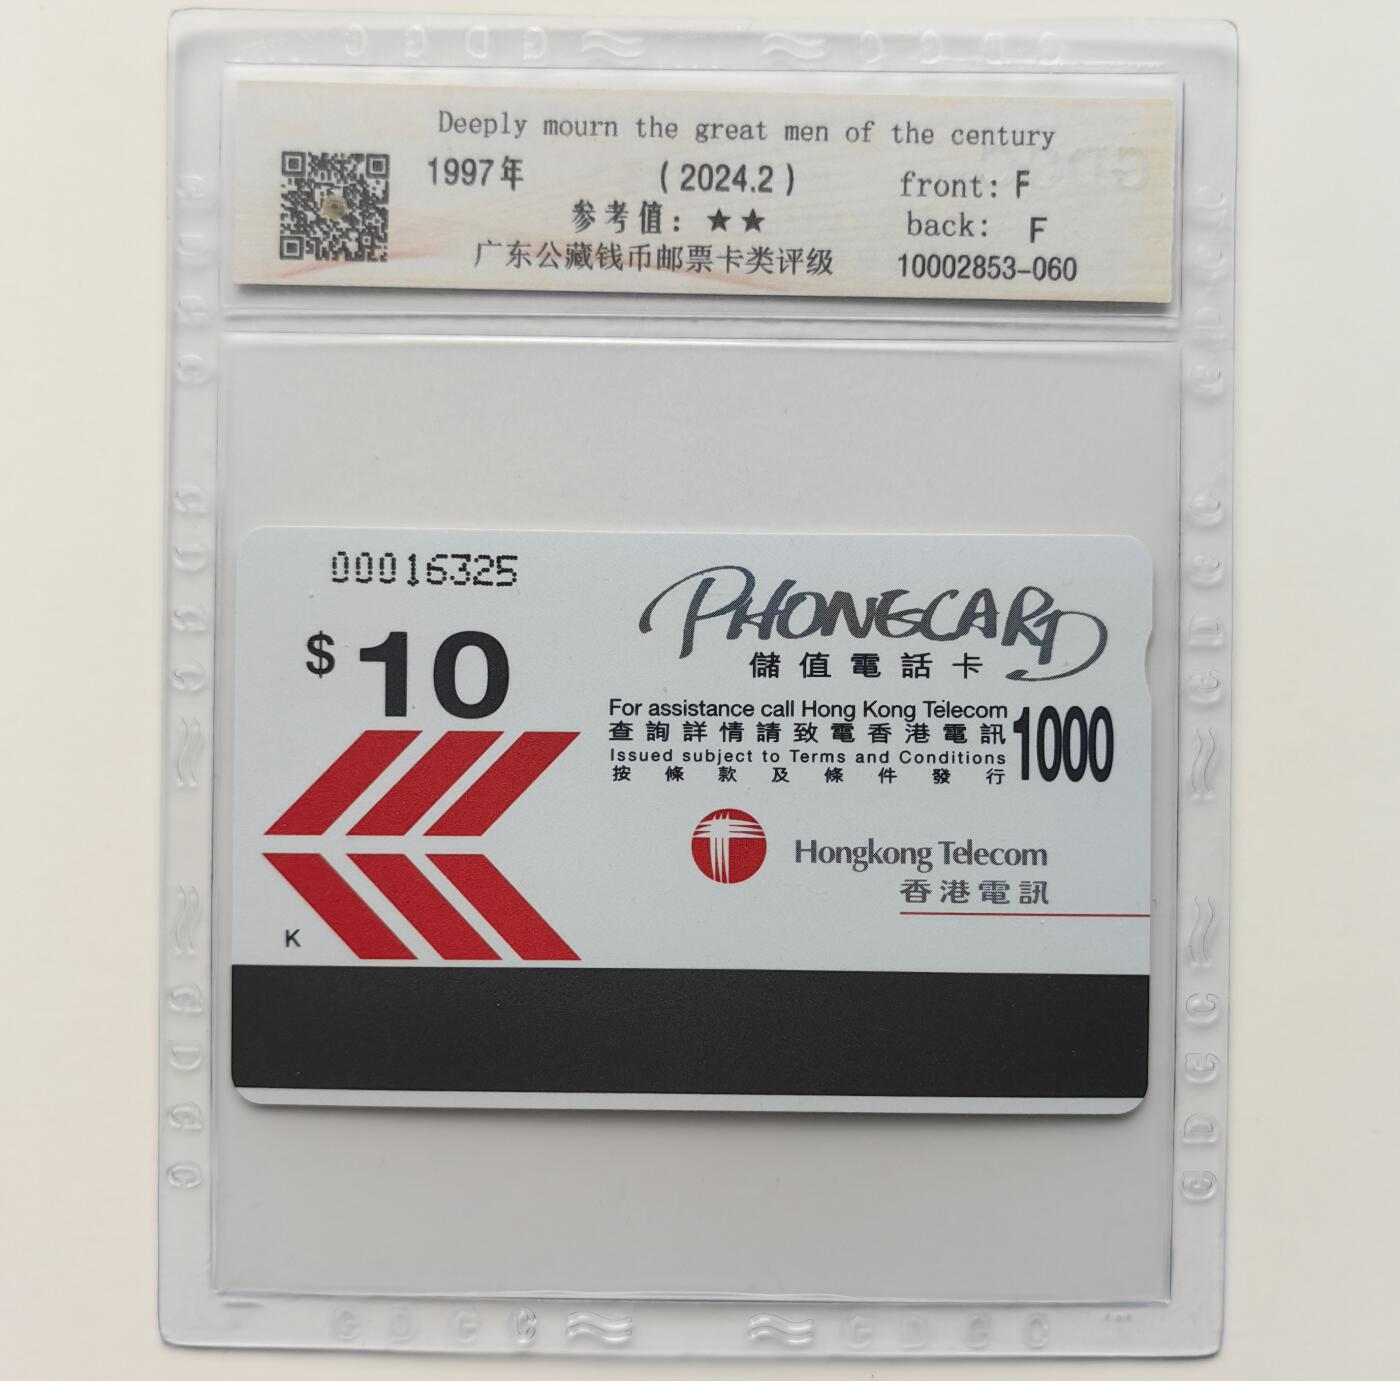 Deeply mourn the great men of the century
1997年 (2024.2) front: F
参考值: ★★ back: F
广东公藏钱币邮票卡类评级 10002853-060
00016325
$10
PHONECARD
儲值電話卡
For assistance call Hong Kong Telecom
查詢詳情請致電香港電訊 1000
Issued subject to Terms and Conditions
按條款及條件發行
Hongkong Telecom
香港電訊
K